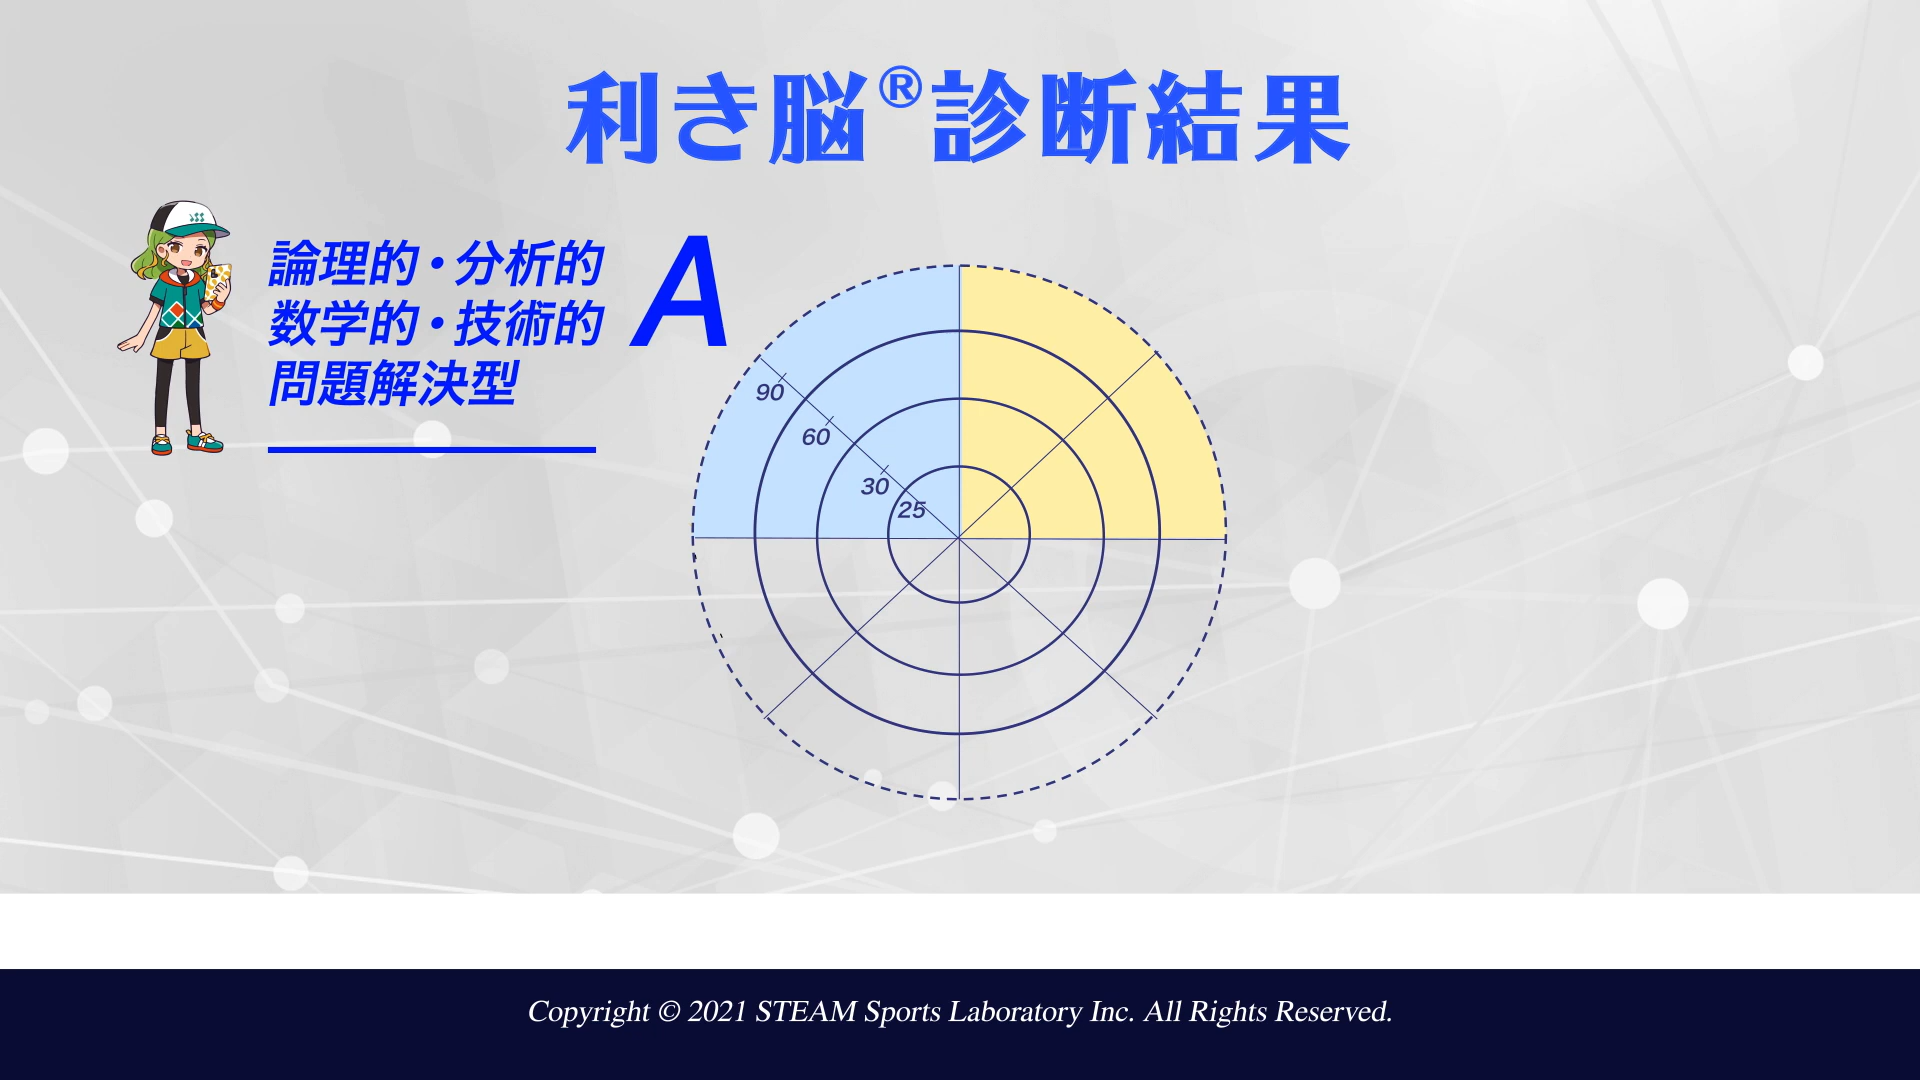 利き脳®診断結果
論理的・分析的
数学的・技術的
問題解決型
A
90
60
30
25
Copyright © 2021 STEAM Sports Laboratory Inc. All Rights Reserved.